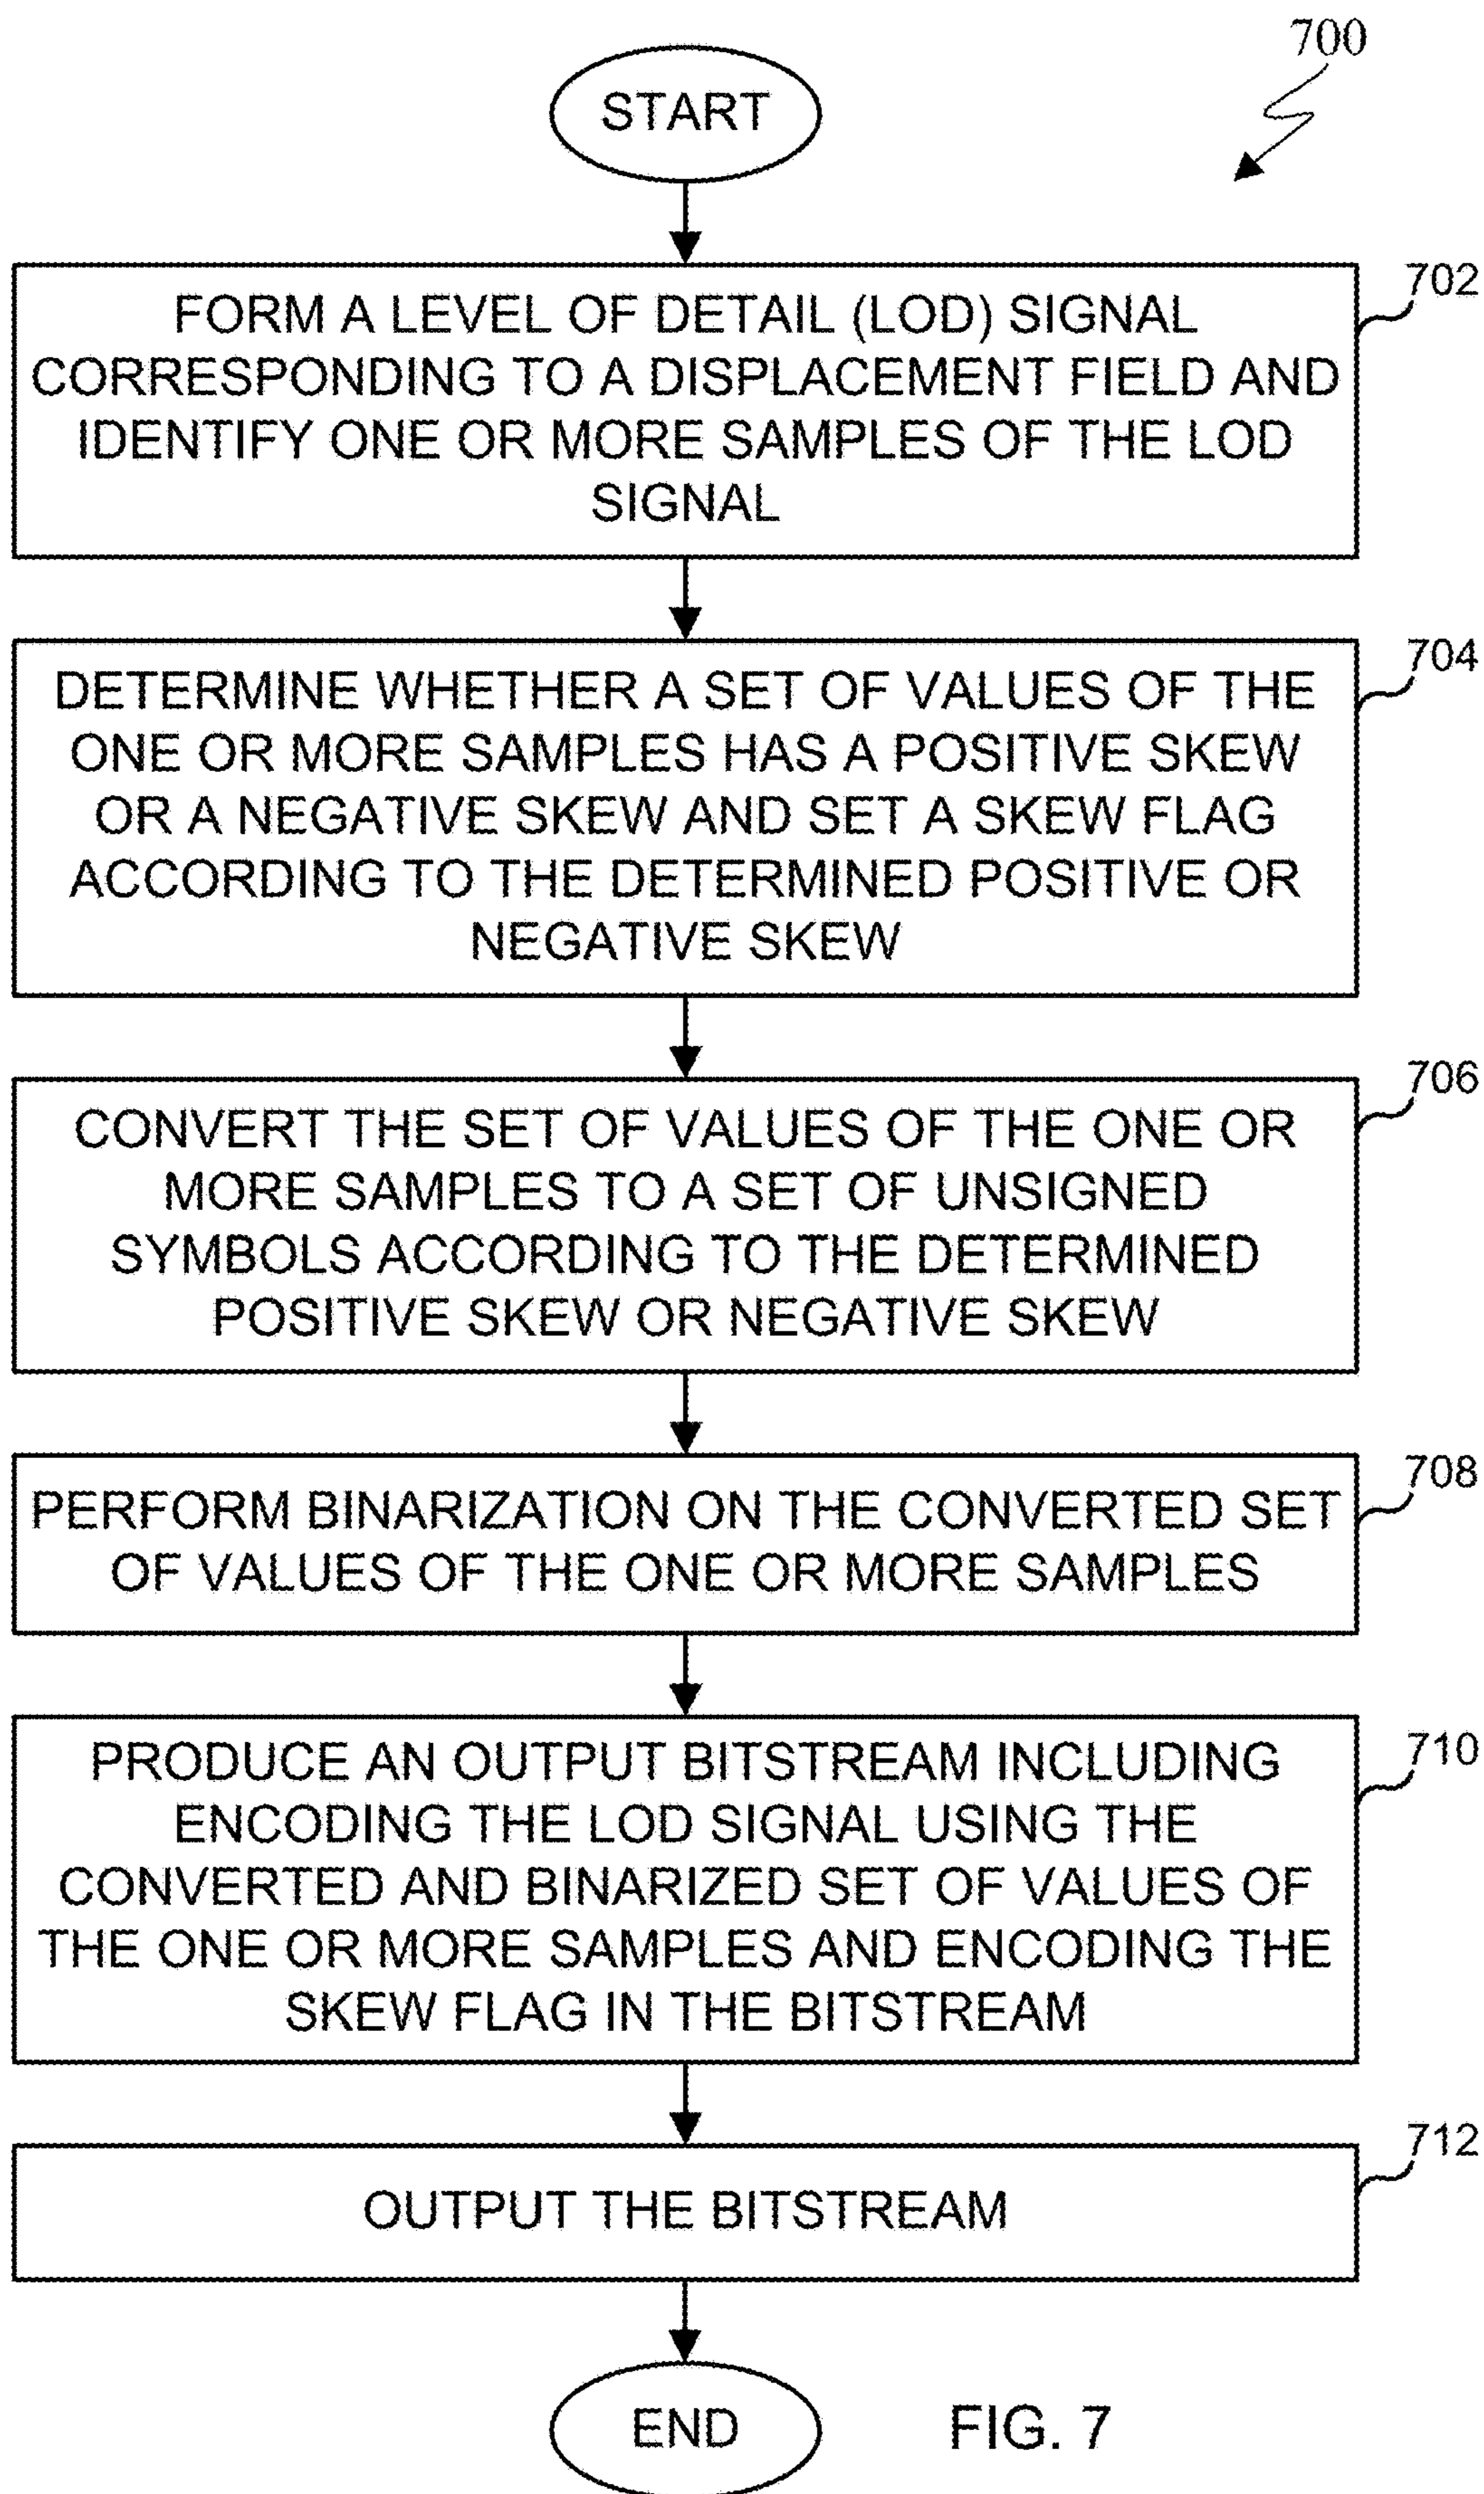 700
START
702
FORM A LEVEL OF DETAIL (LOD) SIGNAL
CORRESPONDING TO A DISPLACEMENT FIELD AND
IDENTIFY ONE OR MORE SAMPLES OF THE LOD
SIGNAL
704
DETERMINE WHETHER A SET OF VALUES OF THE
ONE OR MORE SAMPLES HAS A POSITIVE SKEW
OR A NEGATIVE SKEW AND SET A SKEW FLAG
ACCORDING TO THE DETERMINED POSITIVE OR
NEGATIVE SKEW
706
CONVERT THE SET OF VALUES OF THE ONE OR
MORE SAMPLES TO A SET OF UNSIGNED
SYMBOLS ACCORDING TO THE DETERMINED
POSITIVE SKEW OR NEGATIVE SKEW
708
PERFORM BINARIZATION ON THE CONVERTED SET
OF VALUES OF THE ONE OR MORE SAMPLES
710
PRODUCE AN OUTPUT BITSTREAM INCLUDING
ENCODING THE LOD SIGNAL USING THE
CONVERTED AND BINARIZED SET OF VALUES OF
THE ONE OR MORE SAMPLES AND ENCODING THE
SKEW FLAG IN THE BITSTREAM
712
OUTPUT THE BITSTREAM
END
FIG. 7